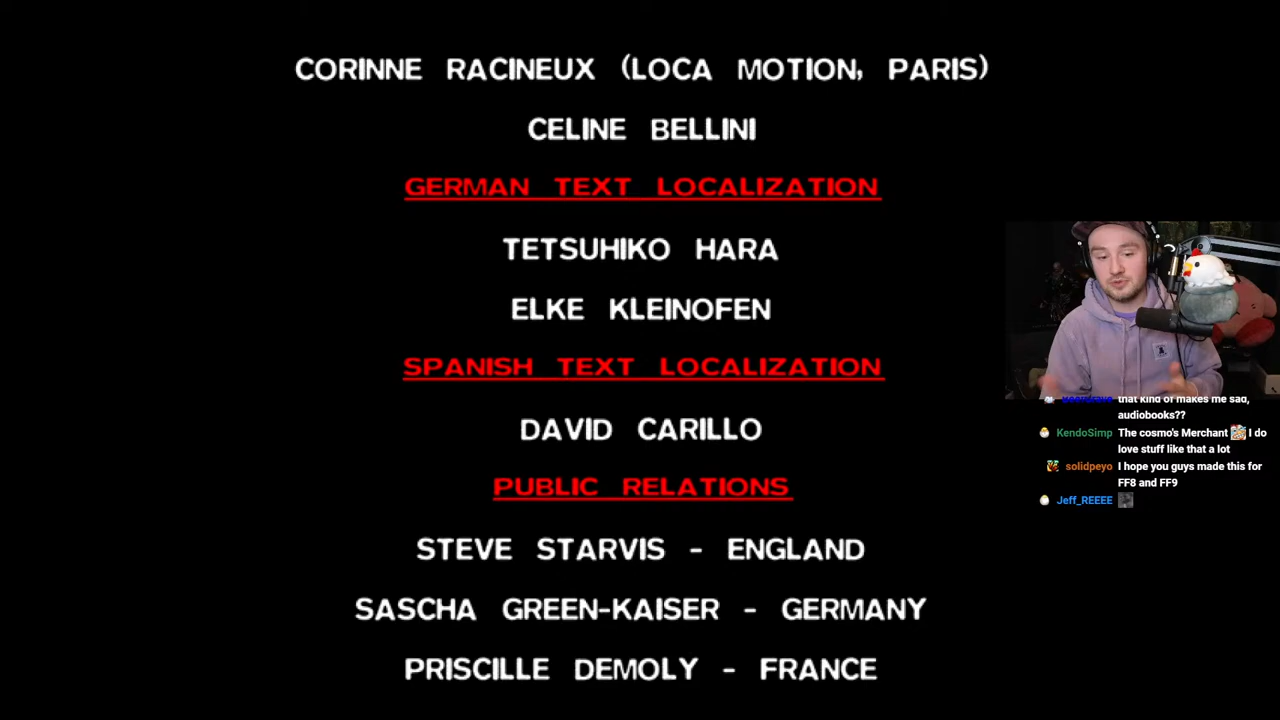 CORINNE RACINEUX (LOCA MOTION, PARIS)
CELINE BELLINI
GERMAN TEXT LOCALIZATION
TETSUHIKO HARA
ELKE KLEINOFEN
SPANISH TEXT LOCALIZATION
DAVID CARILLO
PUBLIC RELATIONS
STEVE STARVIS - ENGLAND
SASCHA GREEN-KAISER - GERMANY
PRISCILLE DEMOLY - FRANCE
that kind of makes me sad,
audiobooks??
KendoSimp The cosmo's Merchant I do
love stuff like that a lot
solidpeyo I hope you guys made this for
FF8 and FF9
Jeff_REEEE